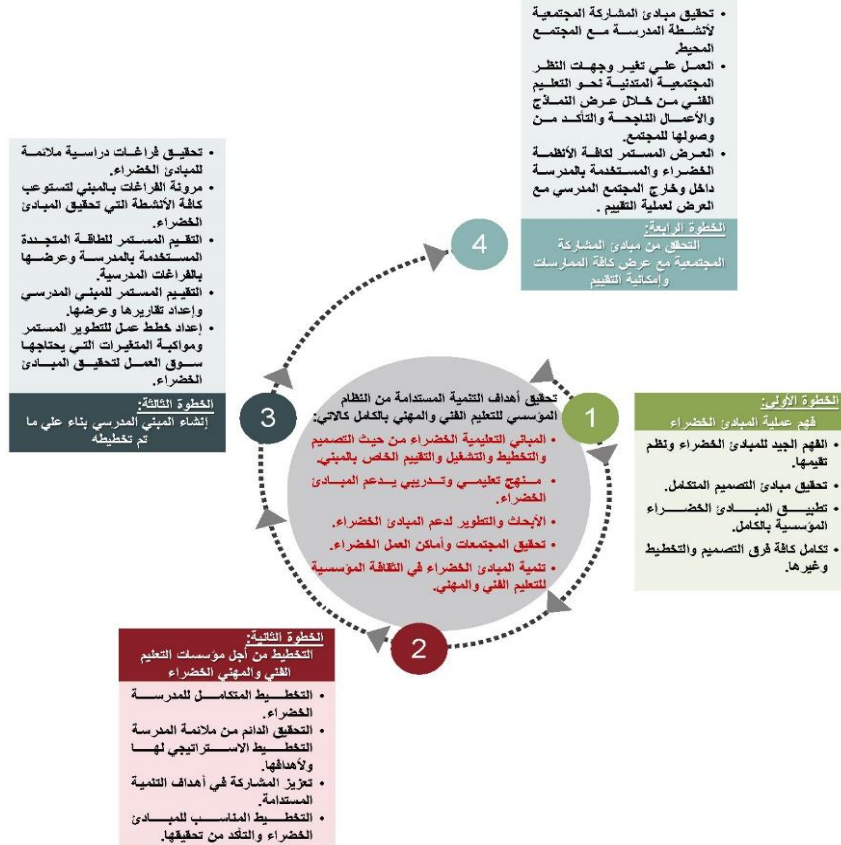 تحقيق مبادئ المشاركة المجتمعية
لأنشطة المدرسة مع المجتمع
المحيط.
العمل علي تغير وجهات النظر
المجتمعية المتدنية نحو التعليم
الفني من خلال عرض النماذج
والأعمال الناجحة والتأكد من
وصولها للمجتمع.
العرض المستمر لكافة الأنظمة
الخضراء والمستخدمة بالمدرسة
داخل وخارج المجتمع المدرسي مع
العرض لعملية التقييم .
الخطوة الرابعة:
التحقق من مبادئ المشاركة
المجتمعية مع عرض كافة الممارسات
وإمكانية التقييم
4
تحقيق فراغات دراسية ملائمة
للمبادئ الخضراء.
مرونة الفراغات بالمبني لتستوعب
كافة الأنشطة التي تحقيق المبادئ
الخضراء.
التقيم المستمر للطاقة المتجددة
المستخدمة بالمدرسة وعرضها
بالفراغات المدرسية.
التقييم المستمر للمبني المدرسي
وإعداد تقاريرها وعرضها.
إعداد خطط عمل للتطوير المستمر
ومواكبة المتغيرات التي يحتاجها
سوق العمل لتحقيق المبادئ
الخضراء.
الخطوة الثالثة:
إنشاء المبني المدرسي بناء علي ما
تم تخطيطه
3
تحقيق أهداف التنمية المستدامة من النظام
المؤسسي للتعليم الفني والمهني بالكامل كالاتي:
المباني التعليمية الخضراء من حيث التصميم
والتخطيط والتشغيل والتقييم الخاص بالمبني.
منهج تعليمي وتدريبي يدعم المبادئ
الخضراء.
الأبحاث والتطوير لدعم المبادئ الخضراء.
تحقيق المجتمعات وأماكن العمل الخضراء.
تنمية المبادئ الخضراء في الثقافة المؤسسية
للتعليم الفني والمهني.
1
الخطوة الأولى:
فهم عملية المبادئ الخضراء
الفهم الجيد للمبادئ الخضراء ونظم
تقيمها.
تحقيق مبادئ التصميم المتكامل.
تطبيق المبادئ الخضراء
المؤسسية بالكامل.
تكامل كافة فرق التصميم والتخطيط
وغيرها.
2
الخطوة الثانية:
التخطيط من أجل مؤسسات التعليم
الفني والمهني الخضراء
التخطيط المتكامل للمدرسة
الخضراء.
التحقيق الدائم من ملائمة المدرسة
التخطيط الاستراتيجي لها
ولأهدافها.
تعزيز المشاركة في أهداف التنمية
المستدامة.
التخطيط المناسب للمبادئ
الخضراء والتأكد من تحقيقها.